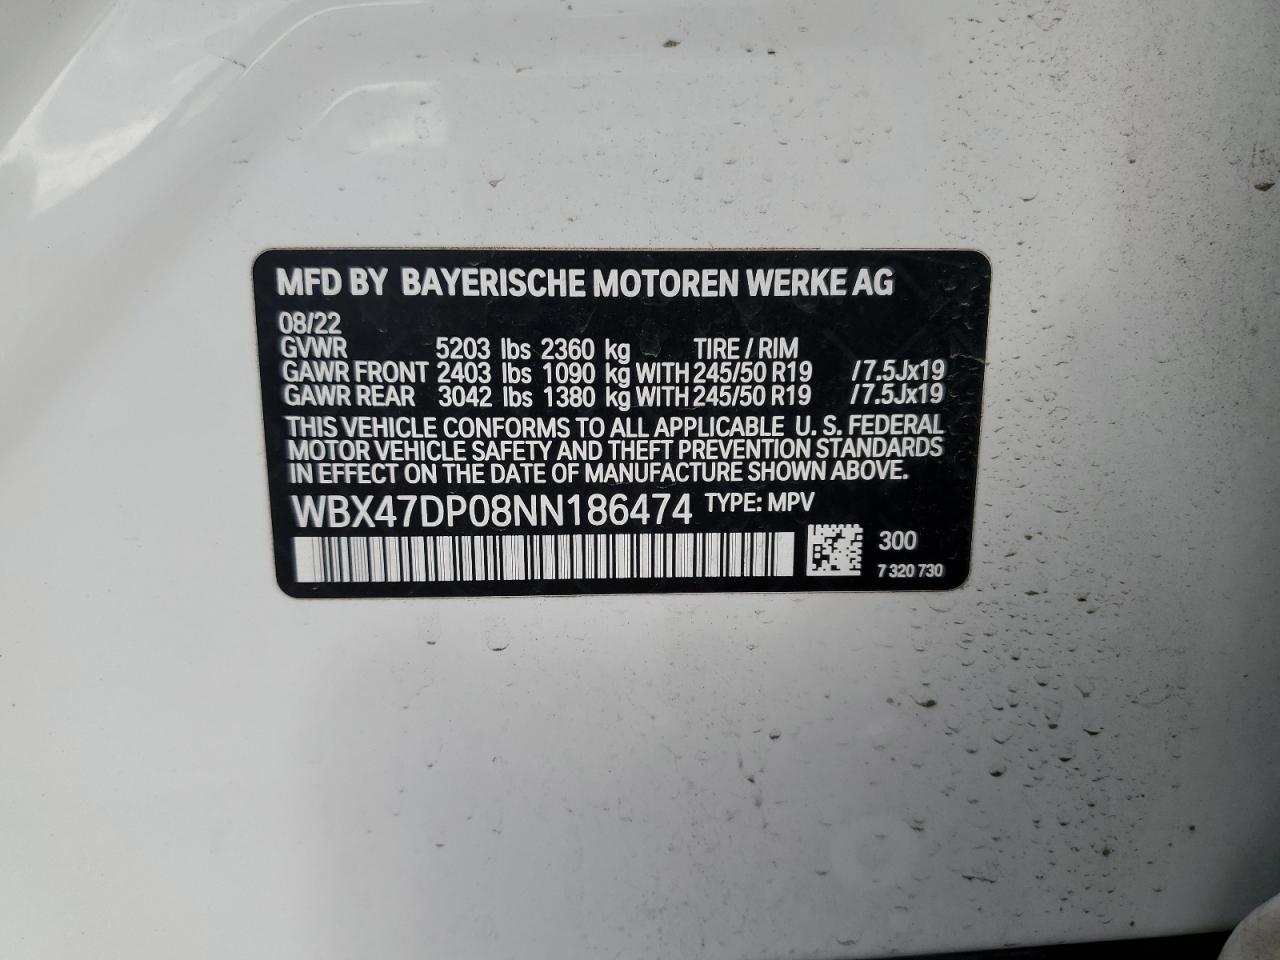 MFD BY BAYERISCHE MOTOREN WERKE AG
08/22
GVWR 5203 lbs 2360 kg TIRE / RIM
GAWR FRONT 2403 lbs 1090 kg WITH 245/50 R19 /7.5Jx19
GAWR REAR 3042 lbs 1380 kg WITH 245/50 R19 /7.5Jx19
THIS VEHICLE CONFORMS TO ALL APPLICABLE U. S. FEDERAL
MOTOR VEHICLE SAFETY AND THEFT PREVENTION STANDARDS
IN EFFECT ON THE DATE OF MANUFACTURE SHOWN ABOVE.
WBX47DP08NN186474 TYPE: MPV
300
7 320 730